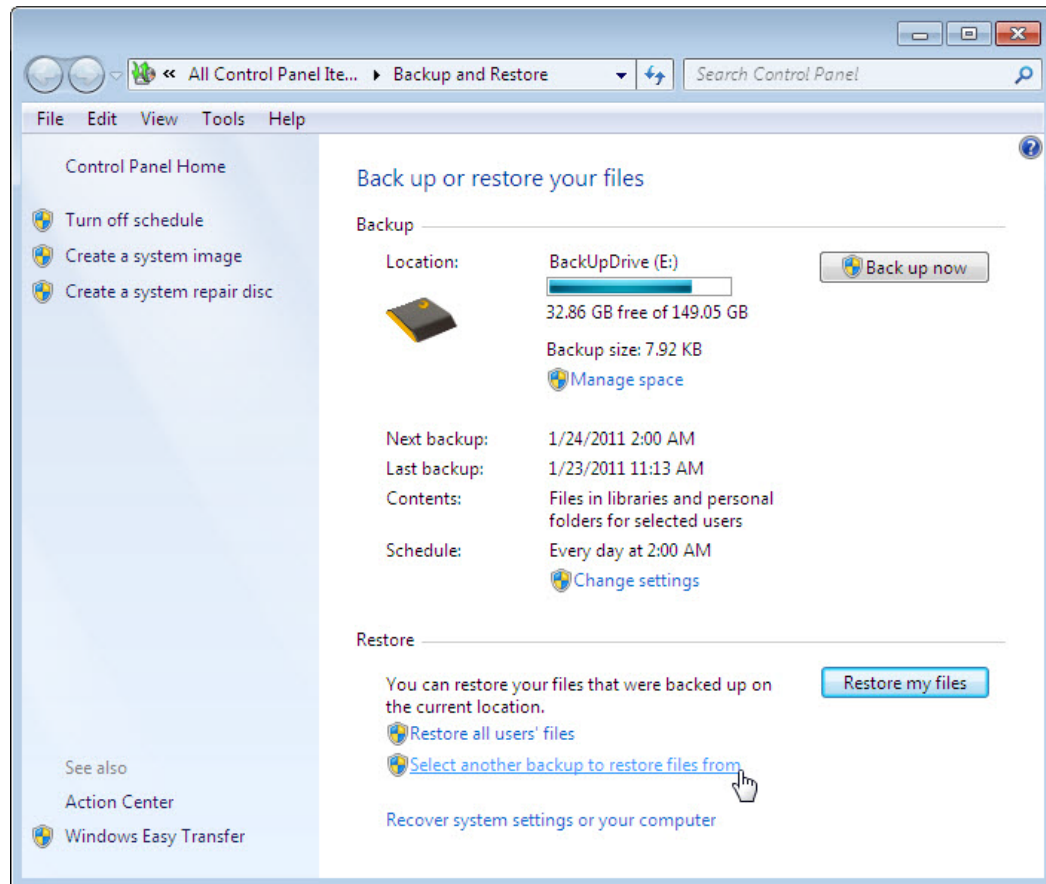 « All Control Panel Ite... ▸ Backup and Restore
Search Control Panel
File Edit View Tools Help
Control Panel Home
Turn off schedule
Create a system image
Create a system repair disc
Back up or restore your files
Backup
Location: BackUpDrive (E:)
Back up now
32.86 GB free of 149.05 GB
Backup size: 7.92 KB
Manage space
Next backup: 1/24/2011 2:00 AM
Last backup: 1/23/2011 11:13 AM
Contents: Files in libraries and personal
folders for selected users
Schedule: Every day at 2:00 AM
Change settings
Restore
You can restore your files that were backed up on
the current location.
Restore my files
Restore all users' files
Select another backup to restore files from
Recover system settings or your computer
See also
Action Center
Windows Easy Transfer